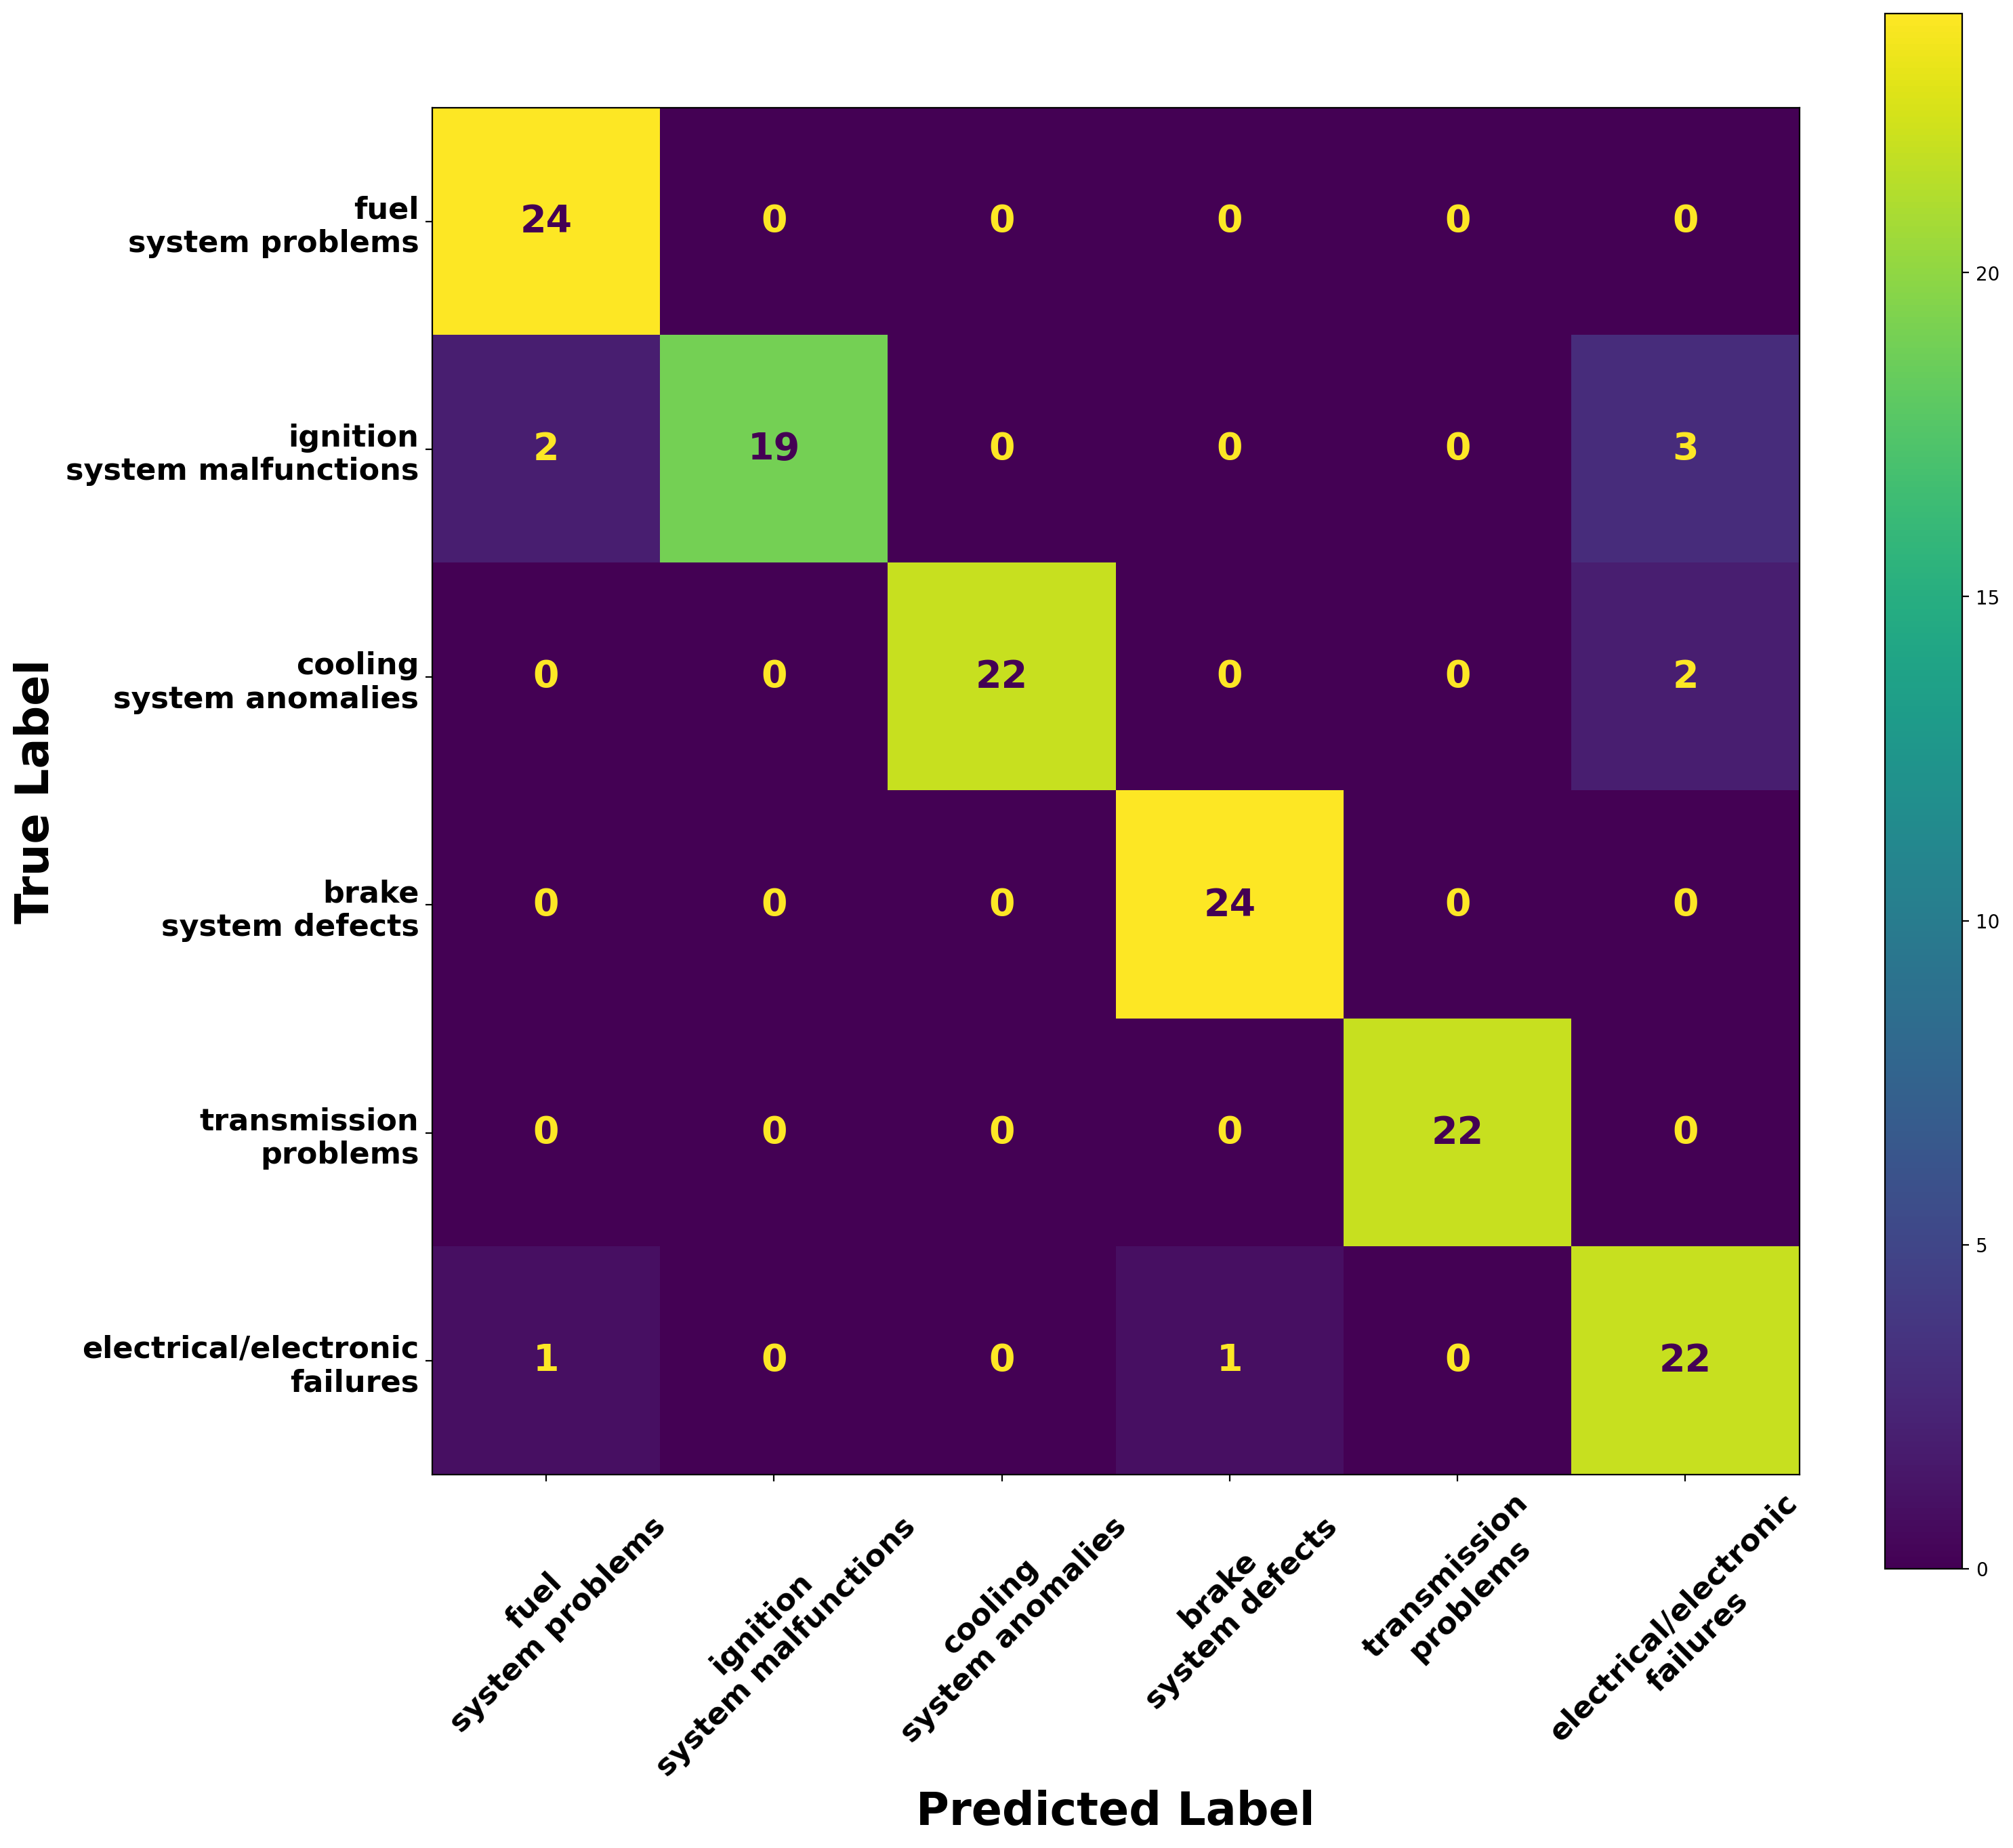 fuel
system problems
24 0 0 0 0 0
ignition
system malfunctions
2 19 0 0 0 3
cooling
system anomalies
0 0 22 0 0 2
brake
system defects
0 0 0 24 0 0
transmission
problems
0 0 0 0 22 0
electrical/electronic
failures
1 0 0 1 0 22
True Label
fuel
system problems
ignition
system malfunctions
cooling
system anomalies
brake
system defects
transmission
problems
electrical/electronic
failures
Predicted Label
20
15
10
5
0